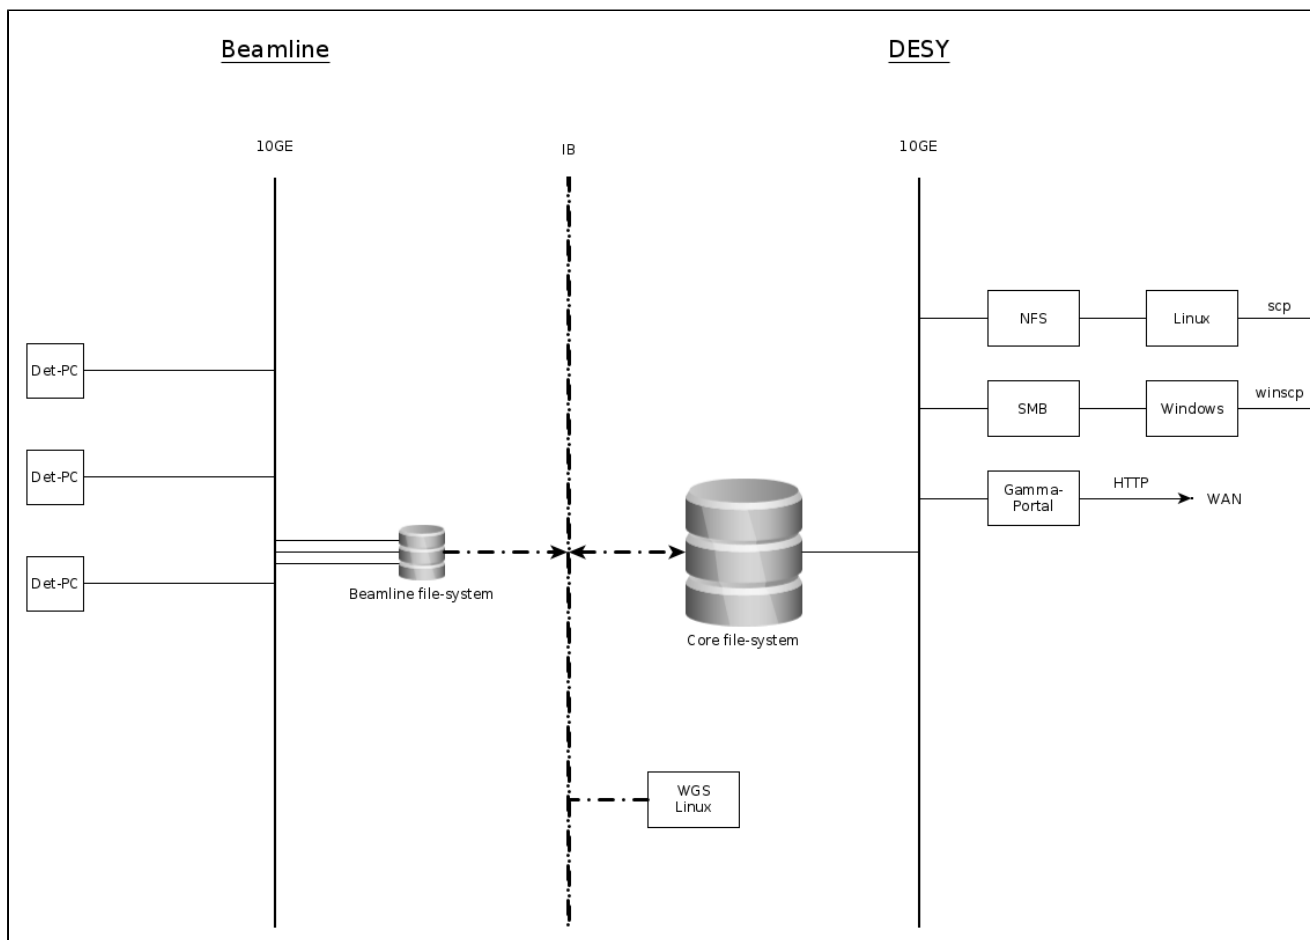 Beamline
DESY
10GE
IB
10GE
NFS
Linux
scp
Det-PC
SMB
Windows
winscp
Det-PC
Gamma-
Portal
HTTP
WAN
Det-PC
Beamline file-system
Core file-system
WGS
Linux